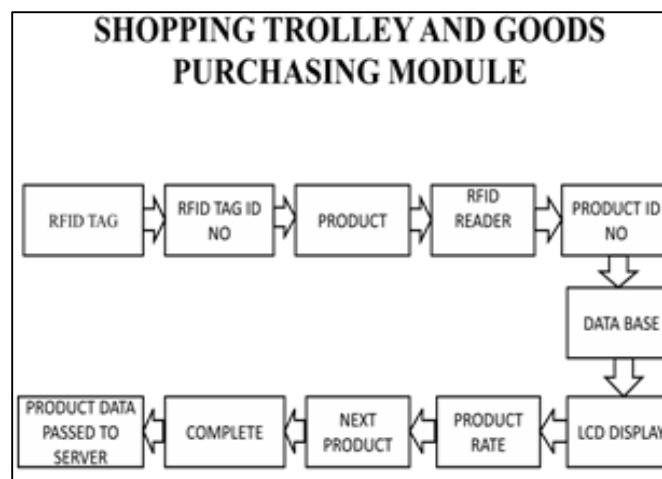 SHOPPING TROLLEY AND GOODS
PURCHASING MODULE
RFID TAG
RFID TAG ID
NO
PRODUCT
RFID
READER
PRODUCT ID
NO
DATA BASE
LCD DISPLAY
PRODUCT
RATE
NEXT
PRODUCT
COMPLETE
PRODUCT DATA
PASSED TO
SERVER